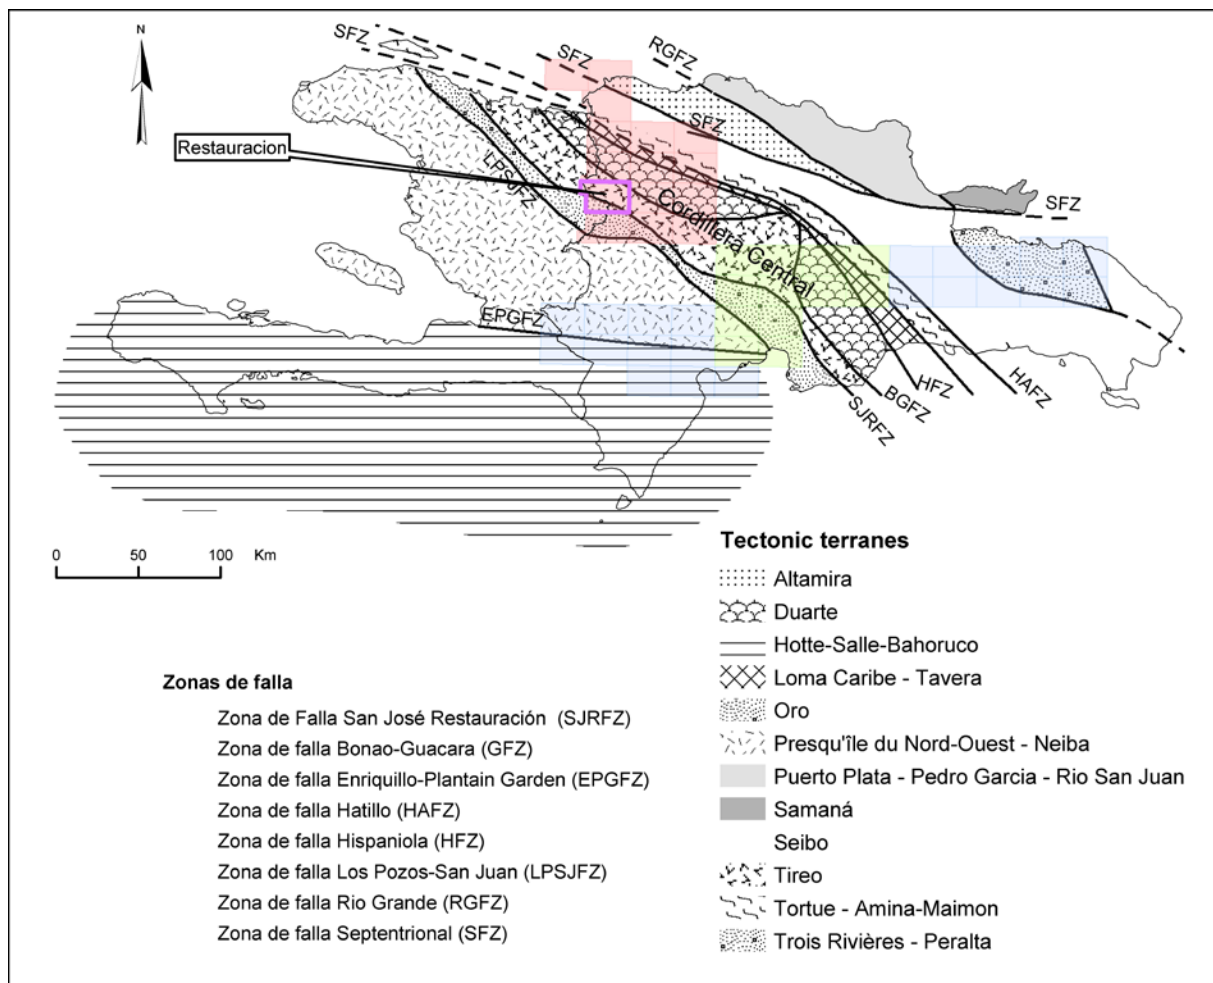 N
SFZ
SFZ
RGFZ
SFZ
Restauracion
LPSJFZ
Cordillera Central
SFZ
EPGFZ
HFZ
HAFZ
BGFZ
SJRFZ
0 50 100 Km
Tectonic terranes
Altamira
Duarte
Hotte-Salle-Bahoruco
Loma Caribe - Tavera
Oro
Presqu'île du Nord-Ouest - Neiba
Puerto Plata - Pedro Garcia - Rio San Juan
Samaná
Seibo
Tireo
Tortue - Amina-Maimon
Trois Rivières - Peralta
Zonas de falla
Zona de Falla San José Restauración (SJRFZ)
Zona de falla Bonao-Guacara (GFZ)
Zona de falla Enriquillo-Plantain Garden (EPGFZ)
Zona de falla Hatillo (HAFZ)
Zona de falla Hispaniola (HFZ)
Zona de falla Los Pozos-San Juan (LPSJFZ)
Zona de falla Rio Grande (RGFZ)
Zona de falla Septentrional (SFZ)